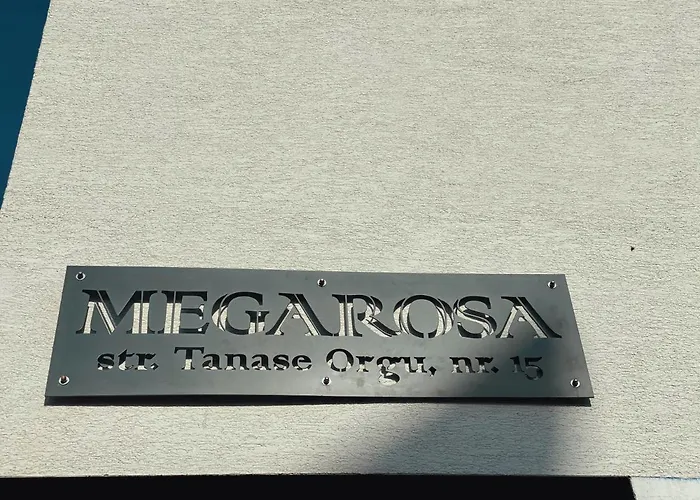 MEGAROSA
str. Tanase Orgu, nr. 15